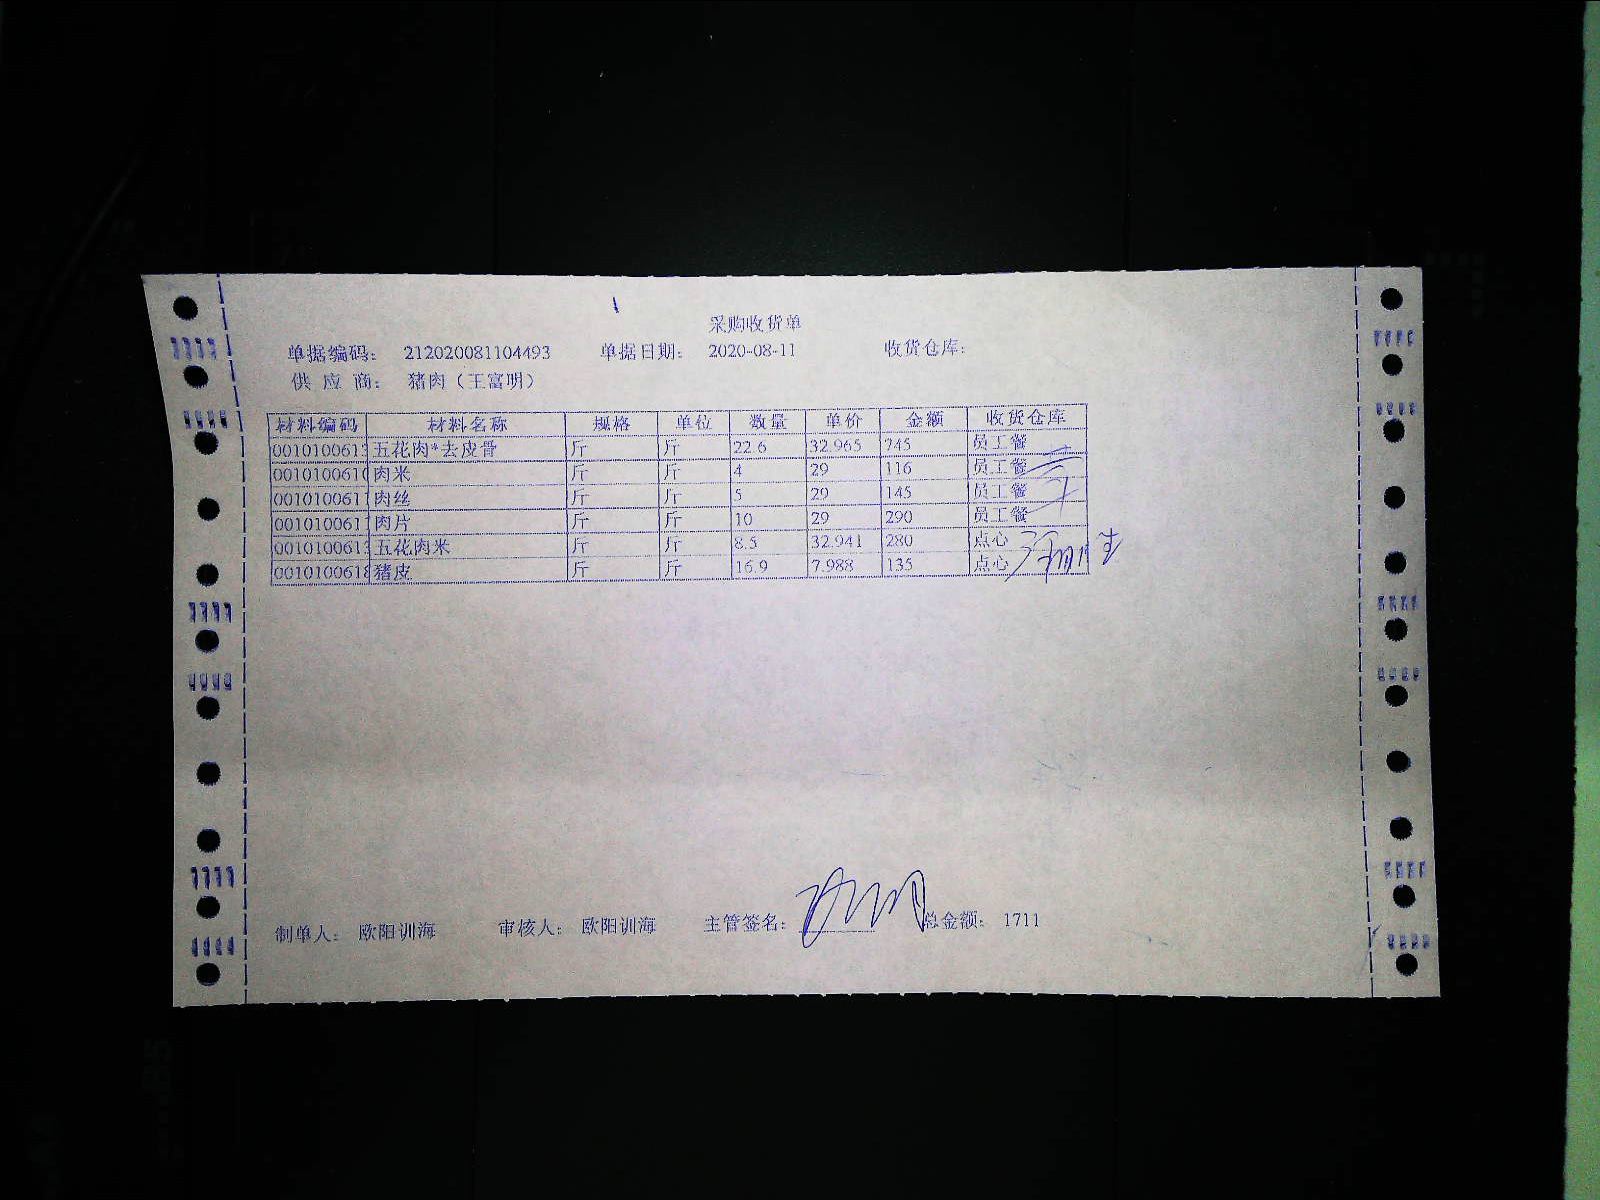 采购收货单
单据编码： 212020081104493 单据日期： 2020-08-11 收货仓库：
供 应 商： 猪肉（王富明）
材料编码 材料名称 规格 单位 数量 单价 金额 收货仓库
0010100613 五花肉*去皮骨 斤 斤 22.6 32.965 745 员工餐
0010100610 肉米 斤 斤 4 29 116 员工餐
0010100611 肉丝 斤 斤 5 29 145 员工餐
0010100611 肉片 斤 斤 10 29 290 员工餐
0010100613 五花肉米 斤 斤 8.5 32.941 280 点心
0010100618 猪皮 斤 斤 16.9 7.988 135 点心
制单人： 欧阳训海 审核人： 欧阳训海 主管签名： 总金额： 1711